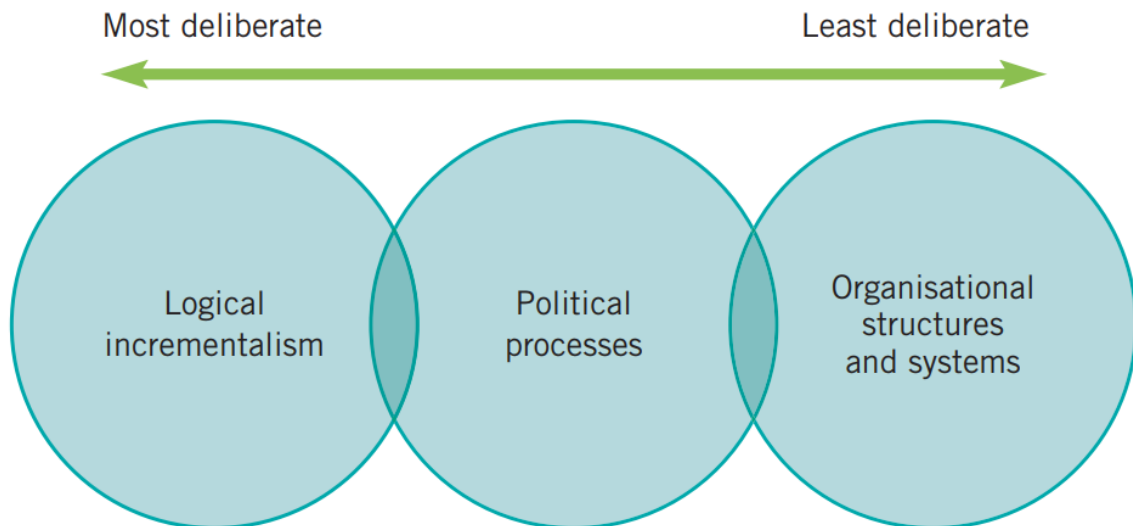 Most deliberate
Least deliberate
Logical
incrementalism
Political
processes
Organisational
structures
and systems